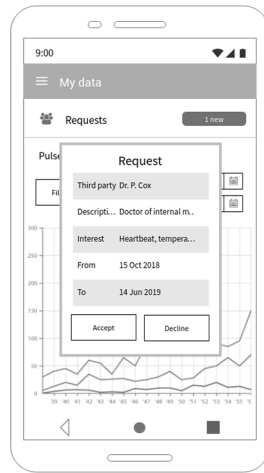 9:00
My data
Requests
1 new
Pulse
Fil
Request
Third party Dr. P. Cox
Descripti... Doctor of internal m..
Interest Heartbeat, tempera...
From 15 Oct 2018
To 14 Jun 2019
Accept Decline
300
250
200
150
100
50
0
'39 '40 '41 '42 '43 '44 '45 '46 '47 '48 '49 '50 '51 '52 '53 '54 '55 '5